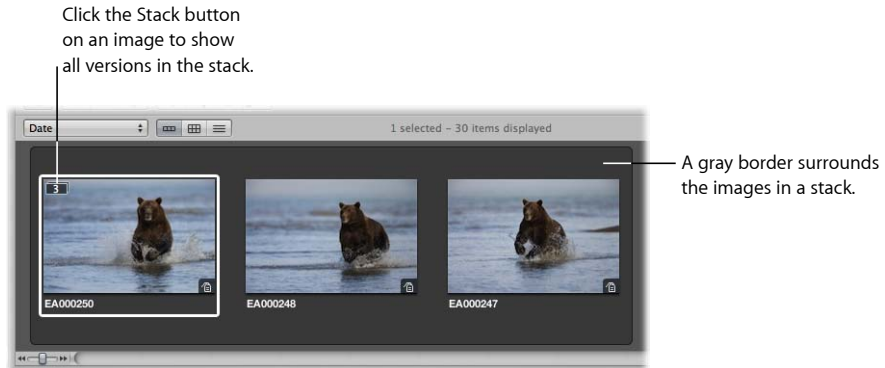 Click the Stack button
on an image to show
all versions in the stack.
Date
1 selected – 30 items displayed
A gray border surrounds
the images in a stack.
3
EA000250
EA000248
EA000247